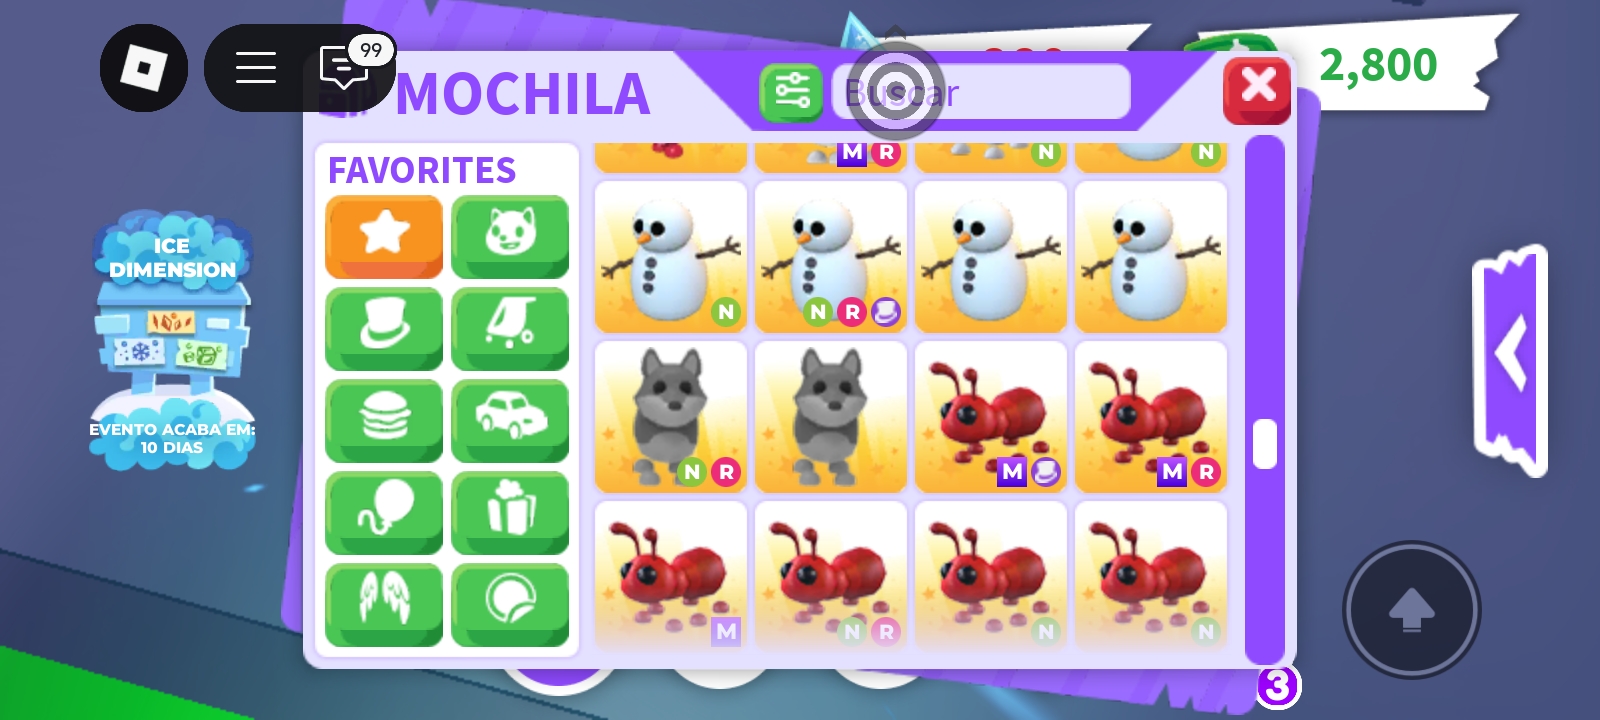 99
MOCHILA
Buscar
2,800
FAVORITES
M R
N
N
ICE
DIMENSION
N
N R
EVENTO ACABA EM:
10 DIAS
N R
M
M R
M
N R
N
N
3